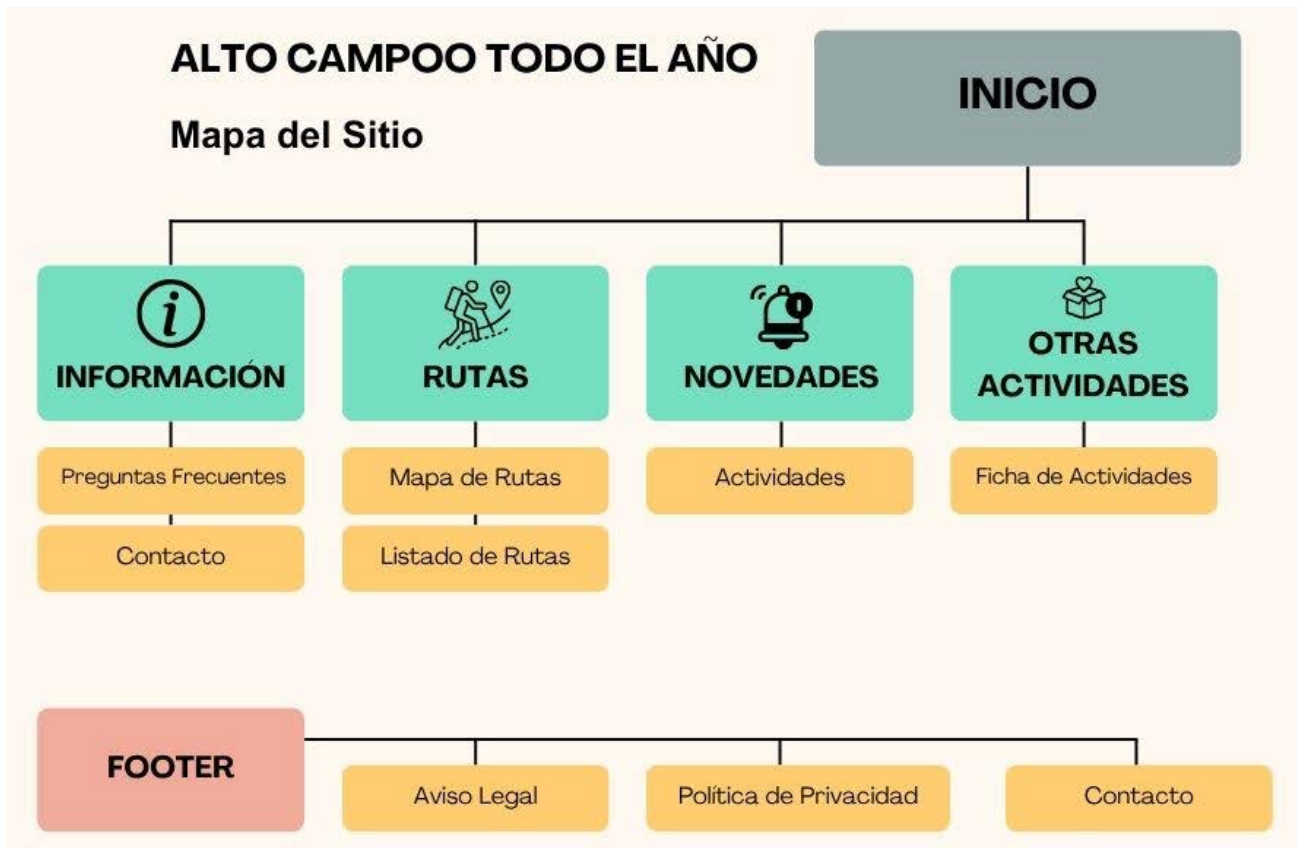 ALTO CAMPOO TODO EL AÑO
Mapa del Sitio
INICIO
INFORMACIÓN
RUTAS
NOVEDADES
OTRAS
ACTIVIDADES
Preguntas Frecuentes
Mapa de Rutas
Actividades
Ficha de Actividades
Contacto
Listado de Rutas
FOOTER
Aviso Legal
Política de Privacidad
Contacto